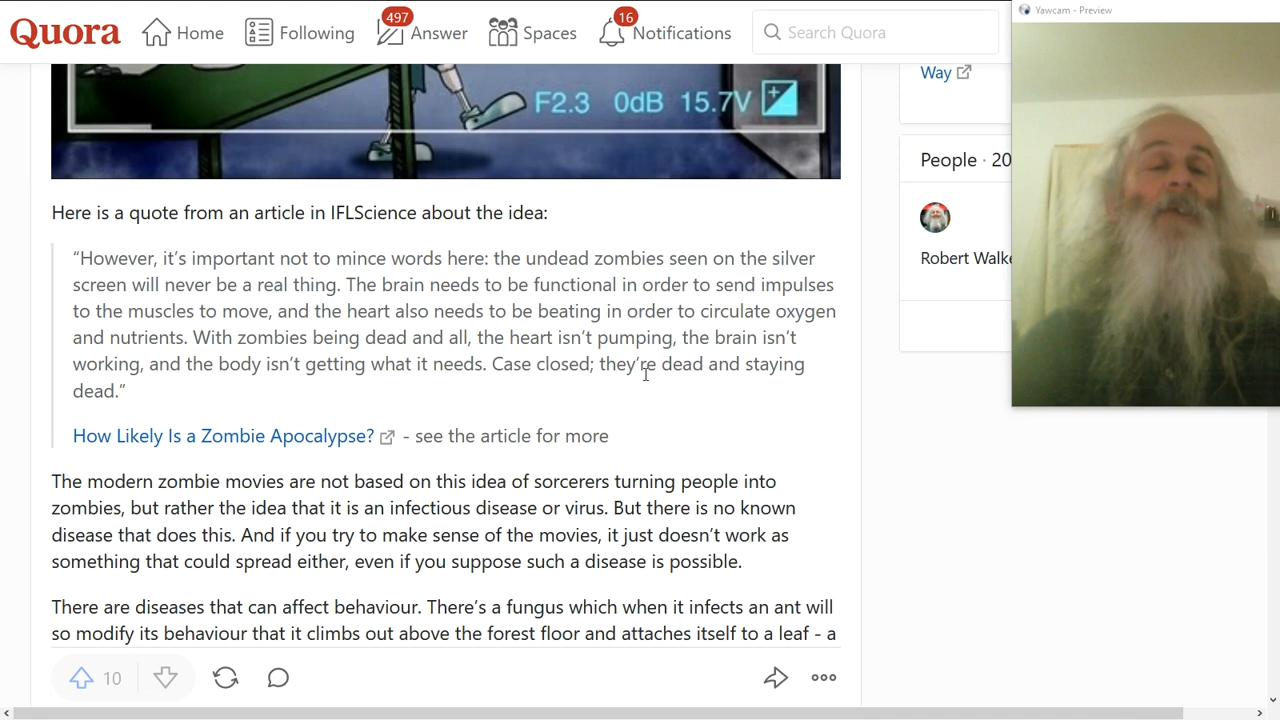 Yawcam - Preview
Quora
Home
Following
497
Answer
Spaces
16
Notifications
Search Quora
F2.3 0dB 15.7V
Way
People · 20
Robert Walke
Here is a quote from an article in IFLScience about the idea:
“However, it’s important not to mince words here: the undead zombies seen on the silver
screen will never be a real thing. The brain needs to be functional in order to send impulses
to the muscles to move, and the heart also needs to be beating in order to circulate oxygen
and nutrients. With zombies being dead and all, the heart isn’t pumping, the brain isn’t
working, and the body isn’t getting what it needs. Case closed; they’re dead and staying
dead.”
How Likely Is a Zombie Apocalypse? - see the article for more
The modern zombie movies are not based on this idea of sorcerers turning people into
zombies, but rather the idea that it is an infectious disease or virus. But there is no known
disease that does this. And if you try to make sense of the movies, it just doesn’t work as
something that could spread either, even if you suppose such a disease is possible.
There are diseases that can affect behaviour. There’s a fungus which when it infects an ant will
so modify its behaviour that it climbs out above the forest floor and attaches itself to a leaf - a
10